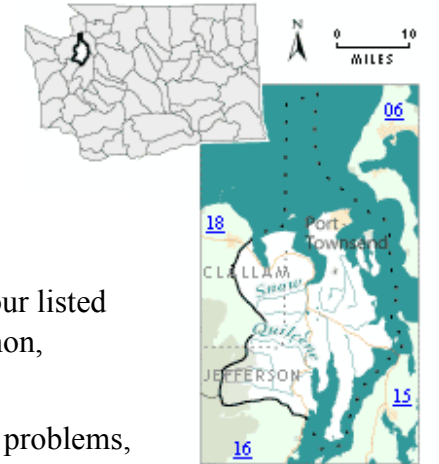 N
0 10
MILES
06
18
Port
Townsend
CLALLAM
Snow
our listed
Quilcene
non,
JEFFERSON
15
problems,
16